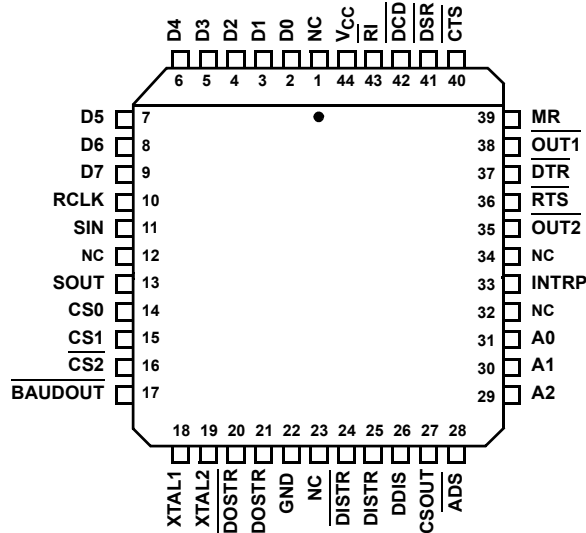 D4 D3 D2 D1 D0 NC VCC RI DCD DSR CTS
6 5 4 3 2 1 44 43 42 41 40
D5 7 39 MR
D6 8 38 OUT1
D7 9 37 DTR
RCLK 10 36 RTS
SIN 11 35 OUT2
NC 12 34 NC
SOUT 13 33 INTRPT
CS0 14 32 NC
CS1 15 31 A0
CS2 16 30 A1
BAUDOUT 17 29 A2
18 19 20 21 22 23 24 25 26 27 28
XTAL1 XTAL2 DOSTR DOSTR GND NC DISTR DISTR DDIS CSOUT ADS